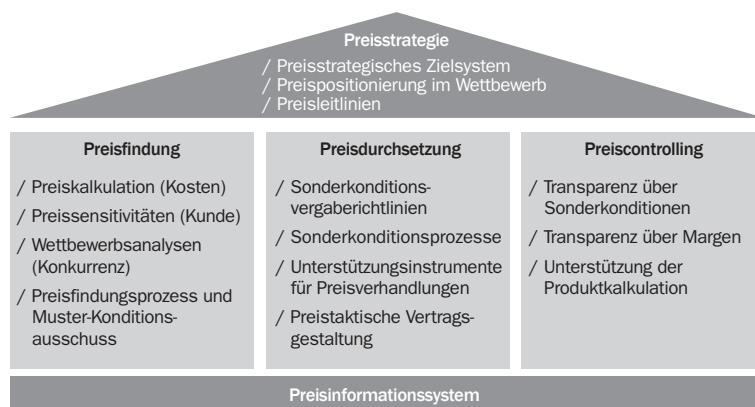 Preisstrategie
/ Preisstrategisches Zielsystem
/ Preispositionierung im Wettbewerb
/ Preisleitlinien
Preisfindung
/ Preiskalkulation (Kosten)
/ Preissensitivitäten (Kunde)
/ Wettbewerbsanalysen
(Konkurrenz)
/ Preisfindungsprozess und
Muster-Konditions-
ausschuss
Preisdurchsetzung
/ Sonderkonditions-
vergaberichtlinien
/ Sonderkonditionsprozesse
/ Unterstützungsinstrumente
für Preisverhandlungen
/ Preistaktische Vertrags-
gestaltung
Preiscontrolling
/ Transparenz über
Sonderkonditionen
/ Transparenz über Margen
/ Unterstützung der
Produktkalkulation
Preisinformationssystem